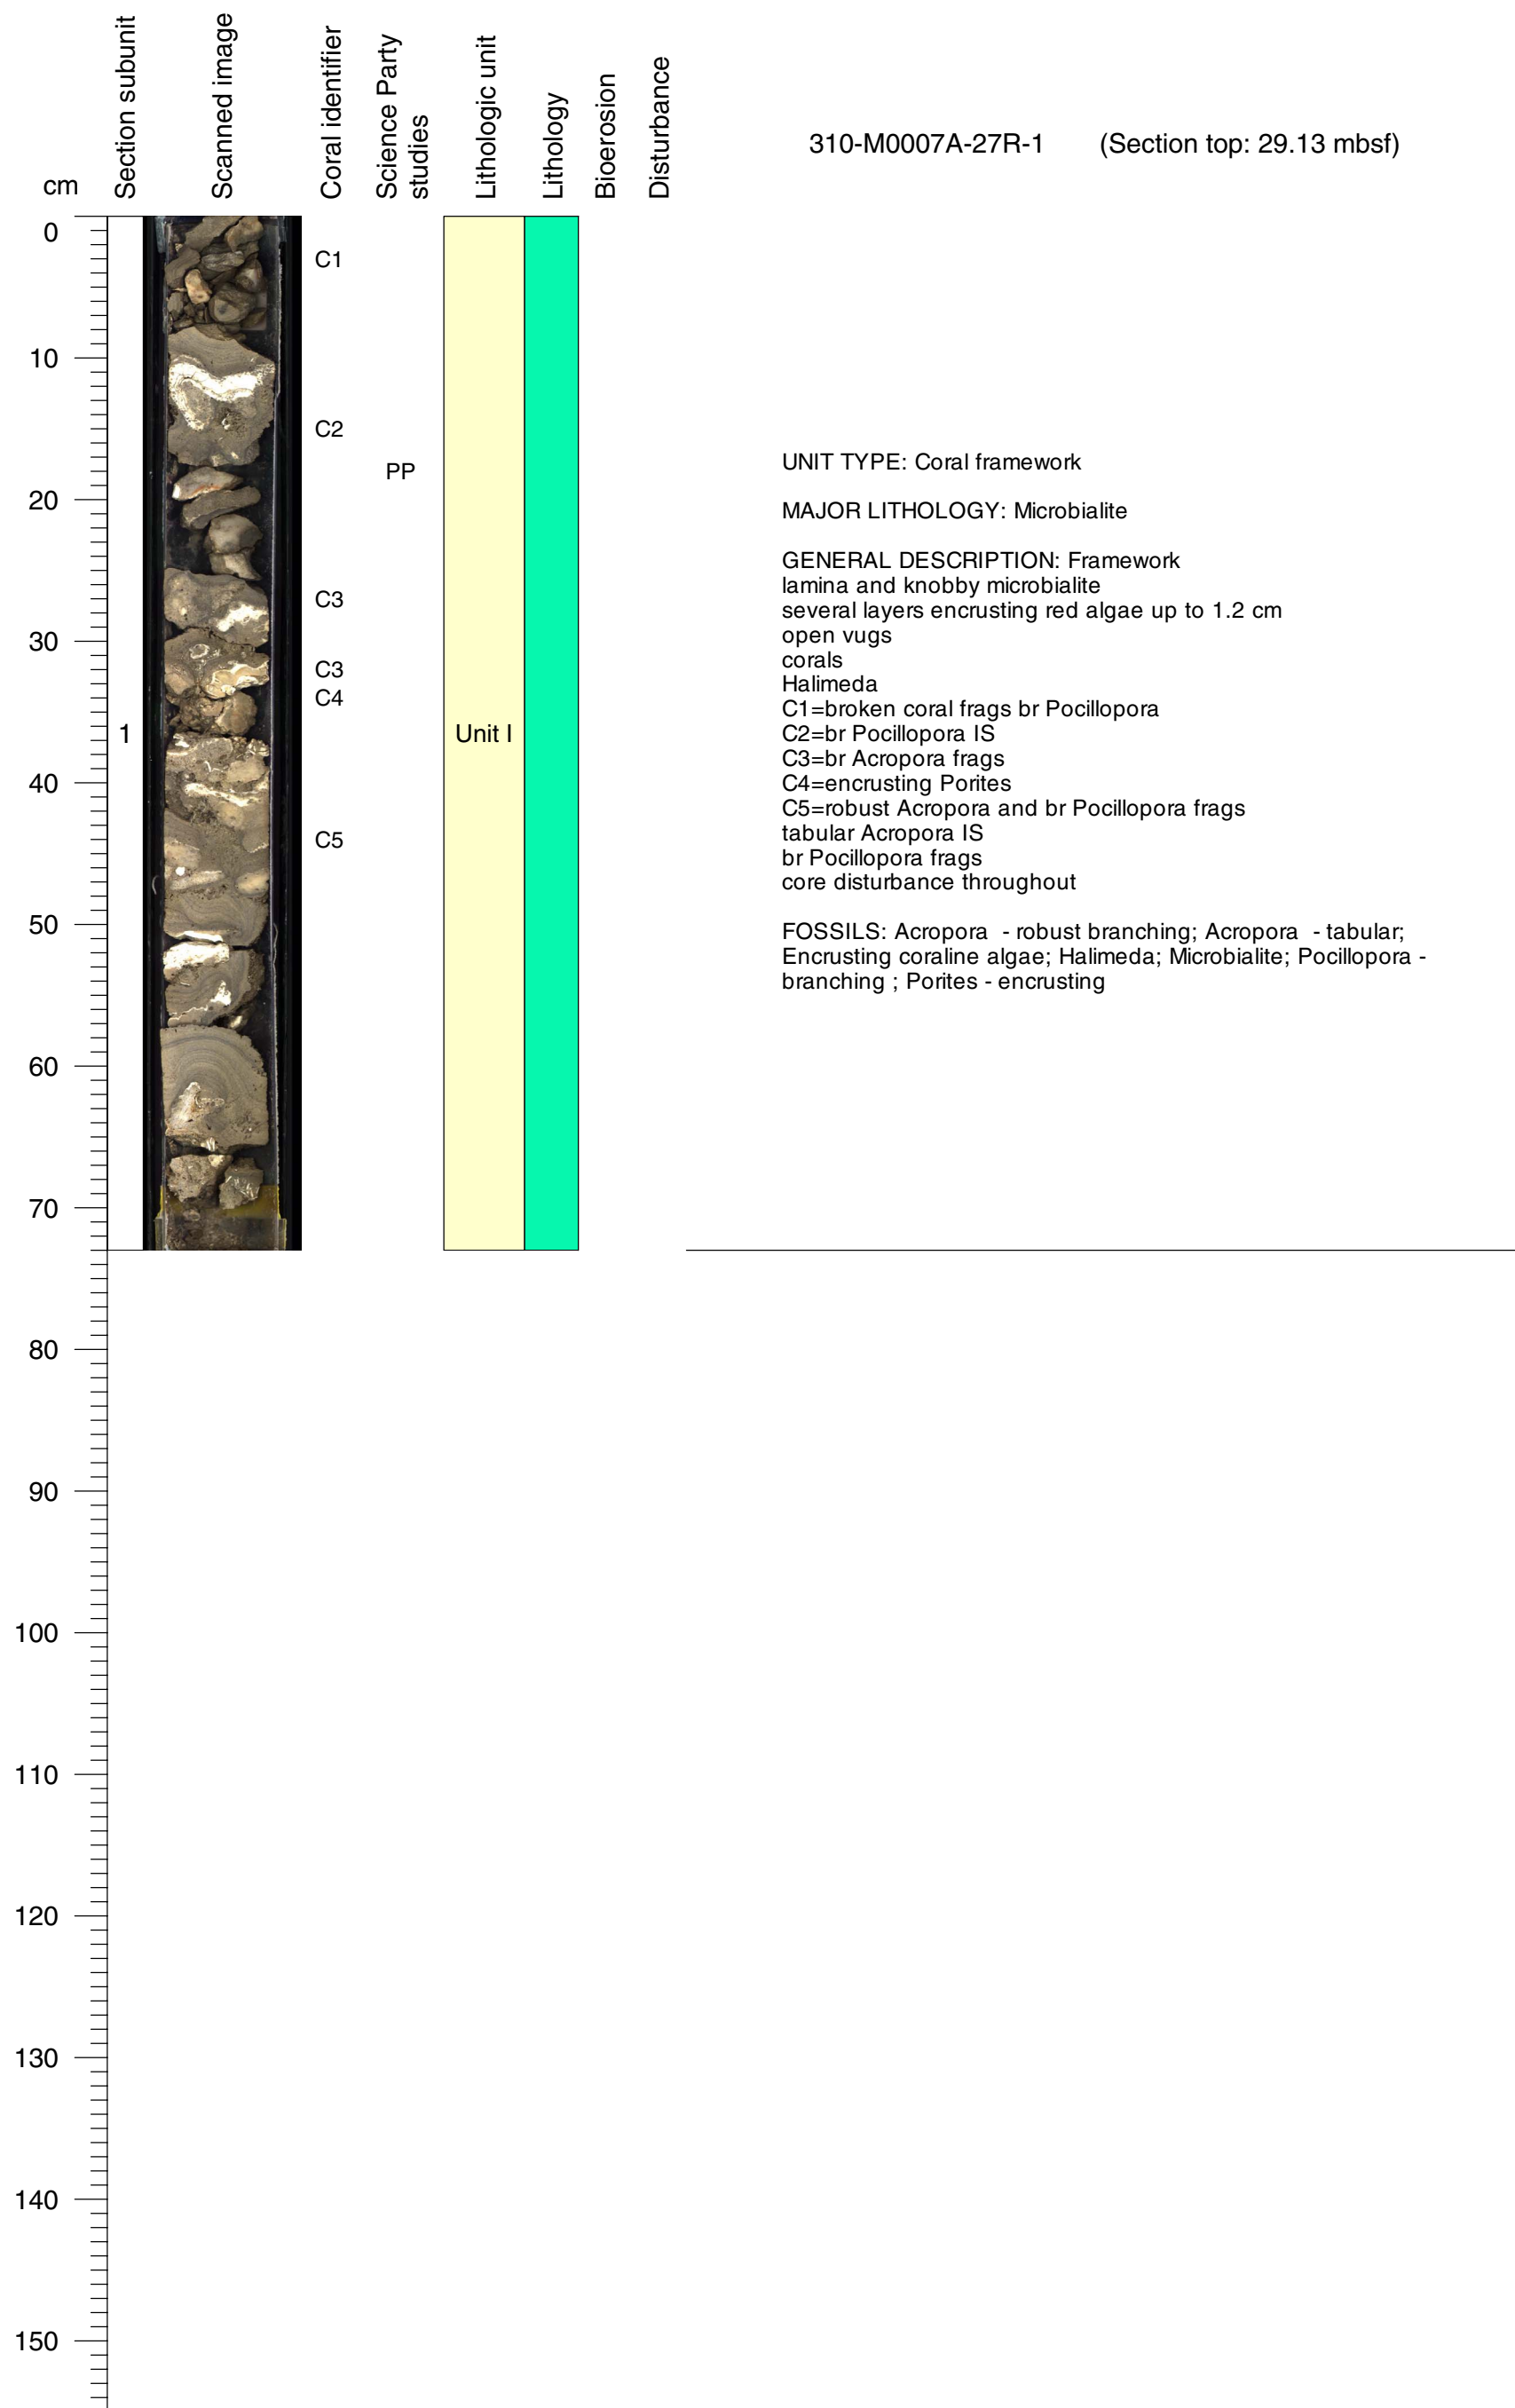 Section subunit
Scanned image
Coral identifier
Science Party
studies
Lithologic unit
Lithology
Bioerosion
Disturbance
310-M0007A-27R-1 (Section top: 29.13 mbsf)
cm
0
C1
10
C2
PP
20
C3
30
C3
C4
1
Unit I
40
C5
50
60
70
80
90
100
110
120
130
140
150
UNIT TYPE: Coral framework
MAJOR LITHOLOGY: Microbialite
GENERAL DESCRIPTION: Framework
lamina and knobby microbialite
several layers encrusting red algae up to 1.2 cm
open vugs
corals
Halimeda
C1=broken coral frags br Pocillopora
C2=br Pocillopora IS
C3=br Acropora frags
C4=encrusting Porites
C5=robust Acropora and br Pocillopora frags
tabular Acropora IS
br Pocillopora frags
core disturbance throughout
FOSSILS: Acropora - robust branching; Acropora - tabular;
Encrusting coraline algae; Halimeda; Microbialite; Pocillopora -
branching ; Porites - encrusting